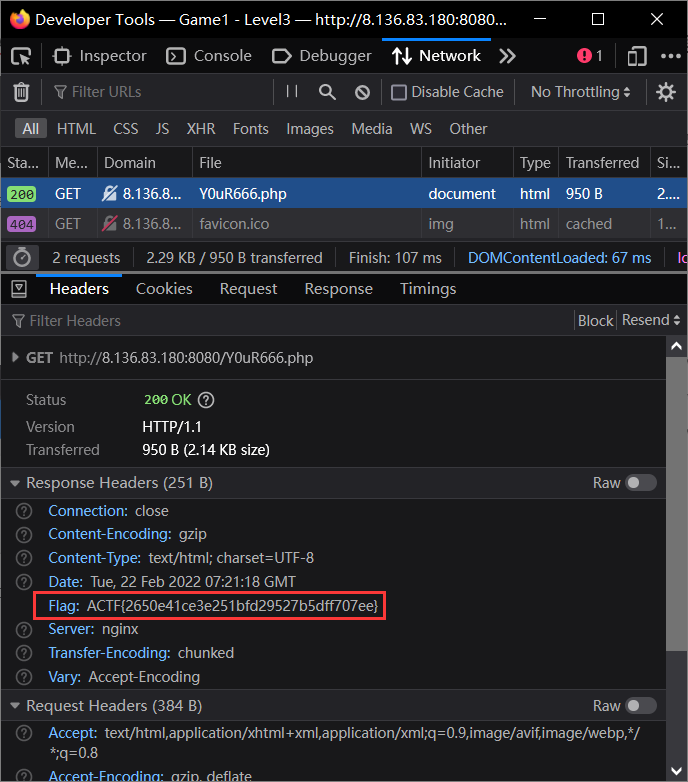 Developer Tools — Game1 - Level3 — http://8.136.83.180:8080...
Inspector Console Debugger Network 1
Filter URLs Disable Cache No Throttling
All HTML CSS JS XHR Fonts Images Media WS Other
Sta... Me... Domain File Initiator Type Transferred Si...
200 GET 8.136.8... Y0uR666.php document html 950 B 2....
404 GET 8.136.8... favicon.ico img html cached 1...
2 requests 2.29 KB / 950 B transferred Finish: 107 ms DOMContentLoaded: 67 ms
Headers Cookies Request Response Timings
Filter Headers Block Resend
GET http://8.136.83.180:8080/Y0uR666.php
Status 200 OK
Version HTTP/1.1
Transferred 950 B (2.14 KB size)
Response Headers (251 B) Raw
Connection: close
Content-Encoding: gzip
Content-Type: text/html; charset=UTF-8
Date: Tue, 22 Feb 2022 07:21:18 GMT
Flag: ACTF{2650e41ce3e251bfd29527b5dff707ee}
Server: nginx
Transfer-Encoding: chunked
Vary: Accept-Encoding
Request Headers (384 B) Raw
Accept: text/html,application/xhtml+xml,application/xml;q=0.9,image/avif,image/webp,*/
*;q=0.8
Accept-Encoding: gzip, deflate